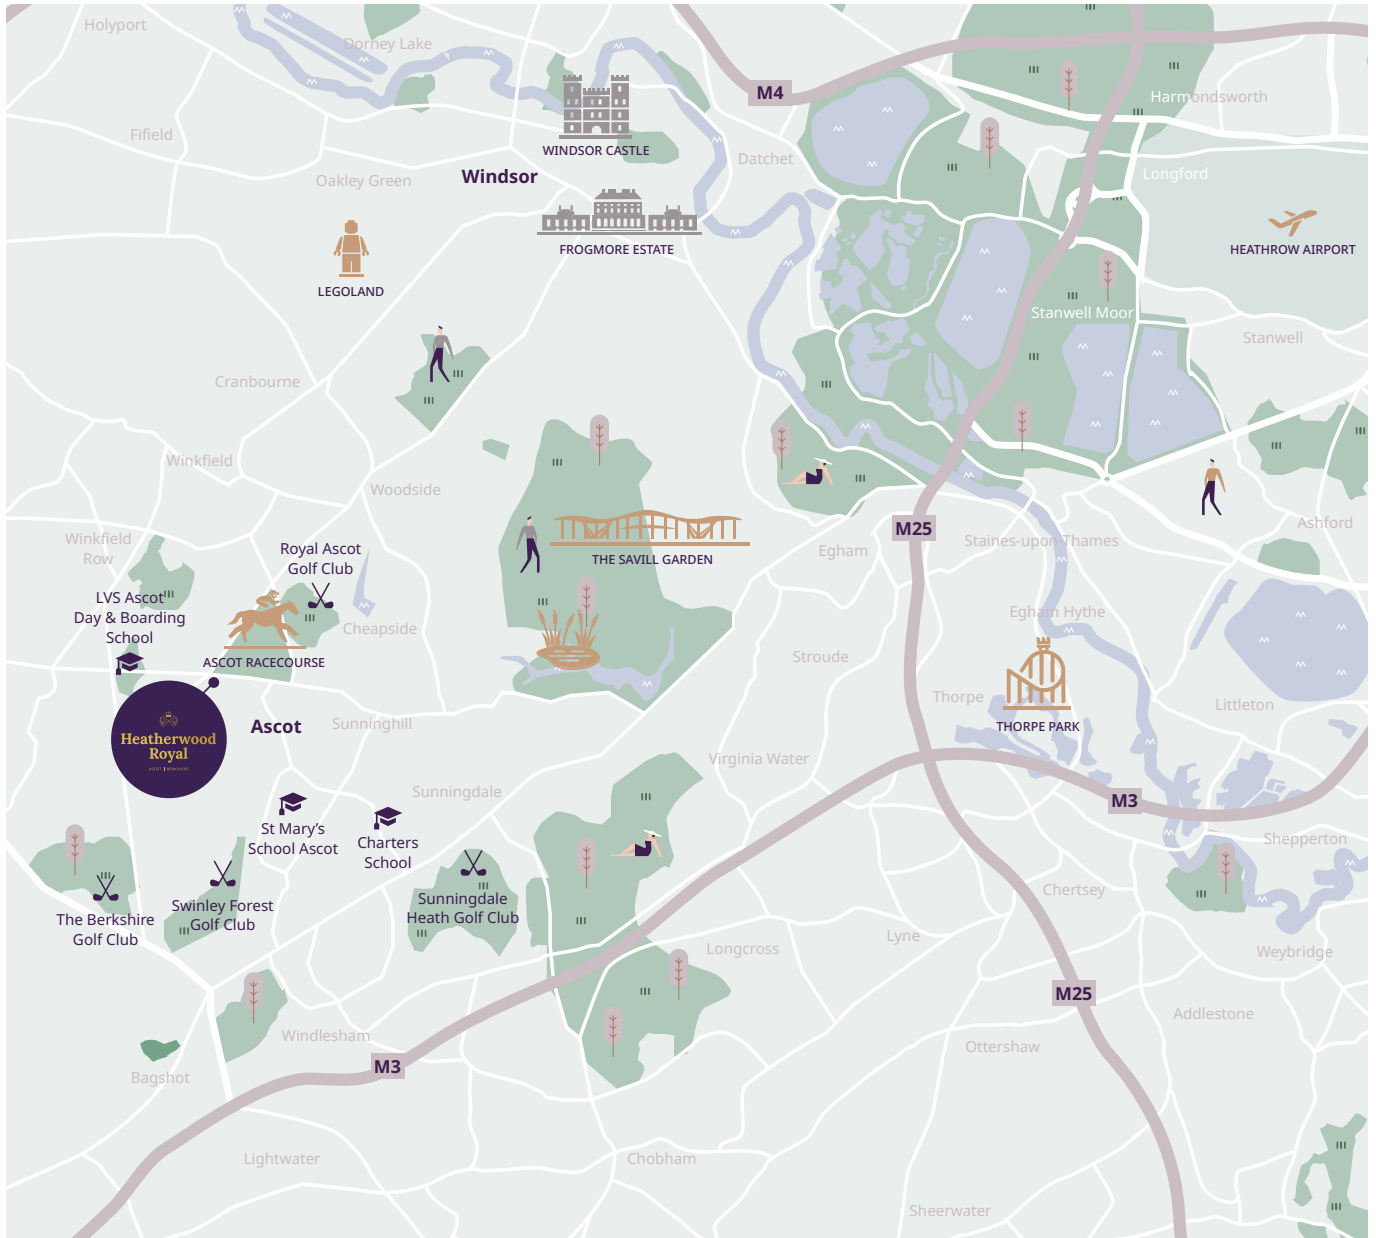 Holyport
Dorney Lake
M4
Harmondsworth
Fifield
WINDSOR CASTLE
Datchet
Oakley Green
Windsor
Longford
FROGMORE ESTATE
HEATHROW AIRPORT
LEGOLAND
Stanwell Moor
Stanwell
Cranbourne
Winkfield
Woodside
Ashford
M25
Winkfield
Row
Royal Ascot
Golf Club
THE SAVILL GARDEN
Egham
Staines-upon-Thames
LVS Ascot
Day & Boarding
School
Cheapside
Egham Hythe
ASCOT RACECOURSE
Stroude
Thorpe
Littleton
Ascot
Sunninghill
THORPE PARK
Heatherwood
Royal
ASCOT | BERKSHIRE
Virginia Water
Sunningdale
M3
St Mary's
School Ascot
Charters
School
Shepperton
Chertsey
The Berkshire
Golf Club
Swinley Forest
Golf Club
Sunningdale
Heath Golf Club
Longcross
Lyne
Weybridge
M25
Addlestone
Windlesham
Ottershaw
M3
Bagshot
Lightwater
Chobham
Sheerwater